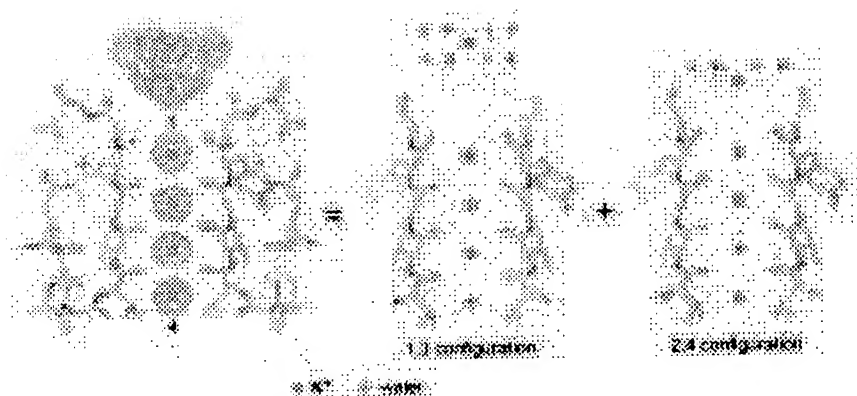 =
+
1,3 configuration
2,4 configuration
K⁺ water